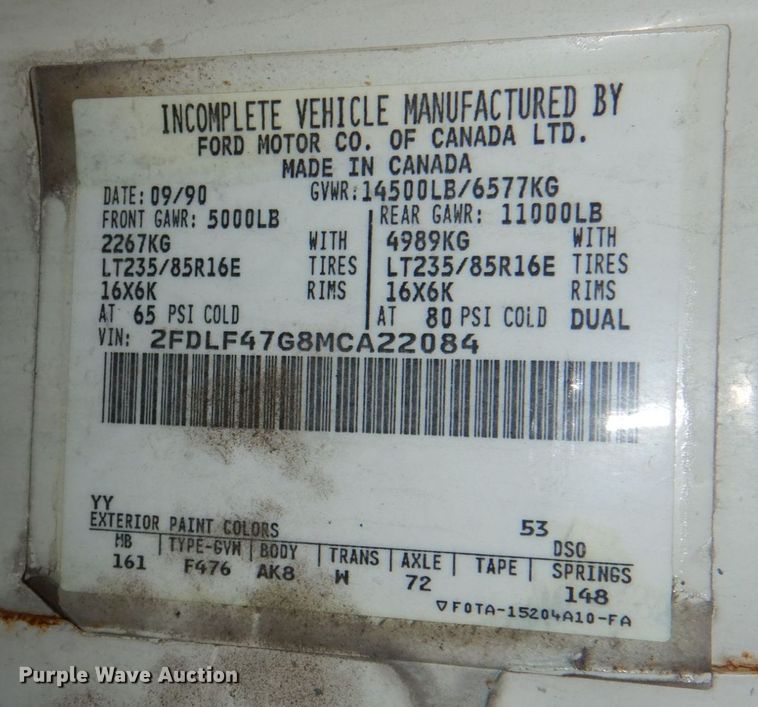 INCOMPLETE VEHICLE MANUFACTURED BY
FORD MOTOR CO. OF CANADA LTD.
MADE IN CANADA
DATE: 09/90 GVWR: 14500LB/6577KG
FRONT GAWR: 5000LB REAR GAWR: 11000LB
2267KG WITH 4989KG WITH
LT235/85R16E TIRES LT235/85R16E TIRES
16X6K RIMS 16X6K RIMS
AT 65 PSI COLD AT 80 PSI COLD DUAL
VIN: 2FDLF47G8MCA22084
YY
EXTERIOR PAINT COLORS 53 DSO
MB TYPE-GVW BODY TRANS AXLE TAPE SPRINGS
161 F476 AK8 W 72 148
F0TA-15204A10-FA
Purple Wave Auction